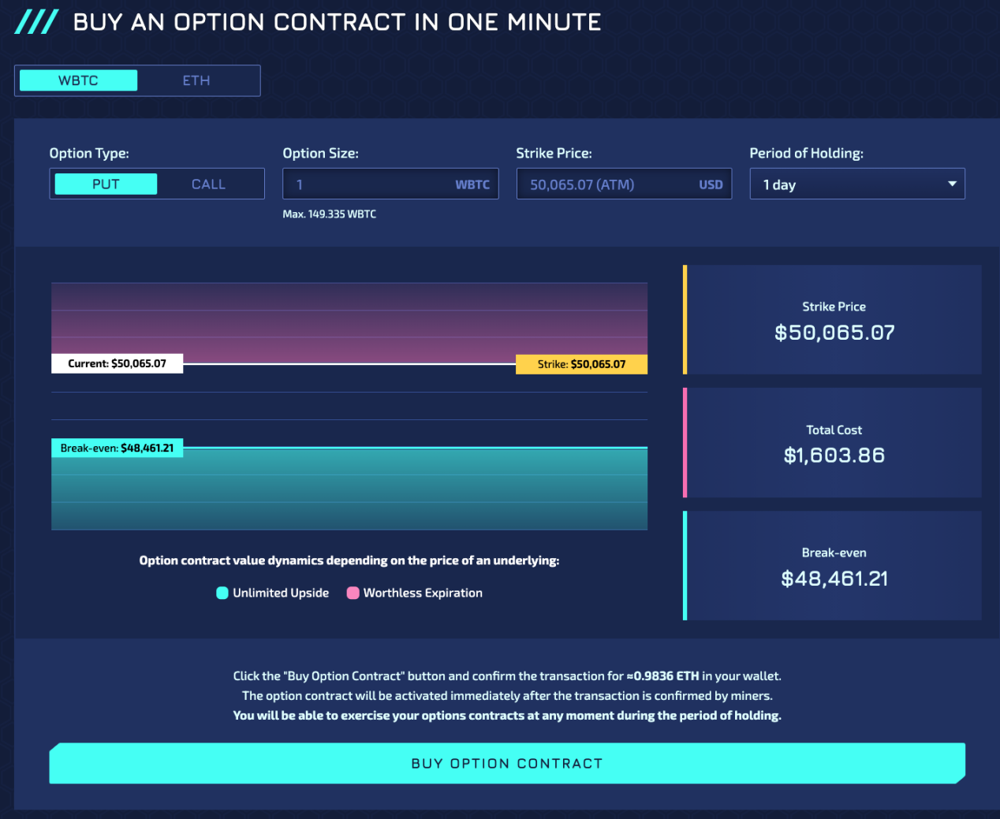 BUY AN OPTION CONTRACT IN ONE MINUTE
WBTC ETH
Option Type: Option Size: Strike Price: Period of Holding:
PUT CALL 1 WBTC 50,065.07 (ATM) USD 1 day
Max. 149.335 WBTC
Strike Price
$50,065.07
Current: $50,065.07 Strike: $50,065.07
Total Cost
$1,603.86
Break-even: $48,461.21
Break-even
$48,461.21
Option contract value dynamics depending on the price of an underlying:
Unlimited Upside Worthless Expiration
Click the "Buy Option Contract" button and confirm the transaction for ≈0.9836 ETH in your wallet.
The option contract will be activated immediately after the transaction is confirmed by miners.
You will be able to exercise your options contracts at any moment during the period of holding.
BUY OPTION CONTRACT